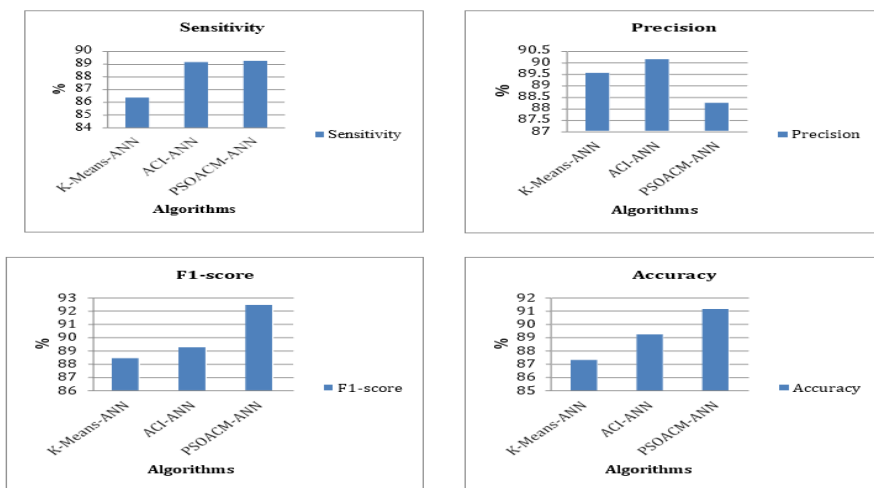 Sensitivity
90
89
88
87
86
85
84
%
K-Means-ANN
ACI-ANN
PSOACM-ANN
Algorithms
Sensitivity
Precision
90.5
90
89.5
89
88.5
88
87.5
87
%
K-Means-ANN
ACI-ANN
PSOACM-ANN
Algorithms
Precision
F1-score
93
92
91
90
89
88
87
86
%
K-Means-ANN
ACI-ANN
PSOACM-ANN
Algorithms
F1-score
Accuracy
92
91
90
89
88
87
86
85
%
K-Means-ANN
ACI-ANN
PSOACM-ANN
Algorithms
Accuracy